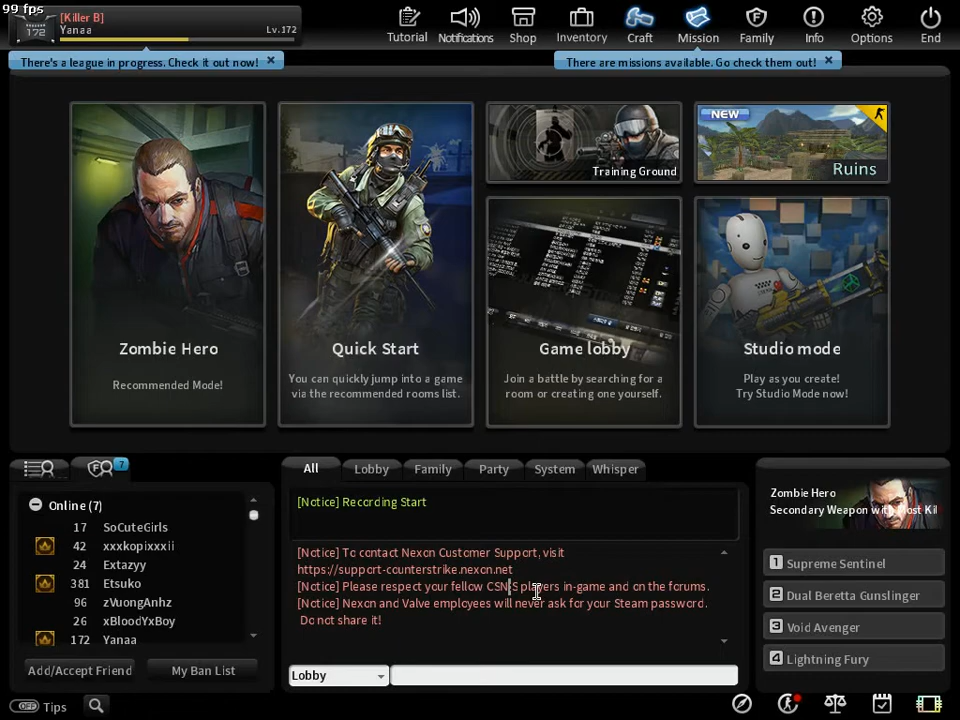 99 fps
172
[Killer B]
Yanaa
Lv.172
Tutorial
Notifications
Shop
Inventory
Craft
Mission
Family
Info
Options
End
There's a league in progress. Check it out now!
There are missions available. Go check them out!
Zombie Hero
Recommended Mode!
Quick Start
You can quickly jump into a game
via the recommended rooms list.
Training Ground
Game lobby
Join a battle by searching for a
room or creating one yourself.
NEW
Ruins
Studio mode
Play as you create!
Try Studio Mode now!
7
Online (7)
17 SoCuteGirls
42 xxxkopixxxii
24 Extazyy
381 Etsuko
96 zVuongAnhz
26 xBloodYxBoy
172 Yanaa
Add/Accept Friend
My Ban List
OFF Tips
All
Lobby
Family
Party
System
Whisper
[Notice] Recording Start
[Notice] To contact Nexon Customer Support, visit
https://support-counterstrike.nexon.net
[Notice] Please respect your fellow CSN:S players in-game and on the forums.
[Notice] Nexon and Valve employees will never ask for your Steam password.
Do not share it!
Lobby
Zombie Hero
Secondary Weapon with Most Kil
1 Supreme Sentinel
2 Dual Beretta Gunslinger
3 Void Avenger
4 Lightning Fury